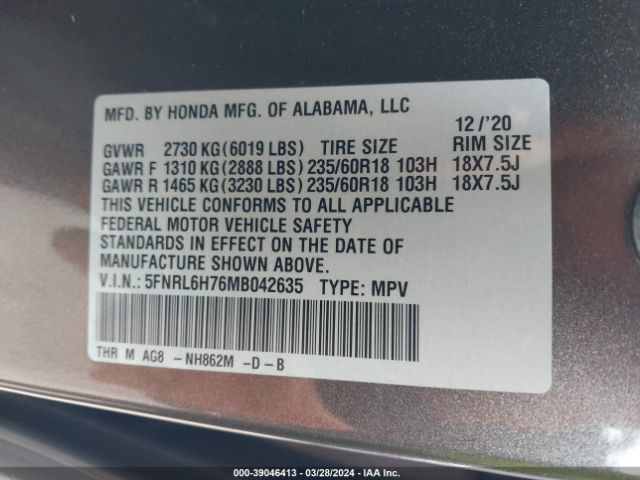 MFD. BY HONDA MFG. OF ALABAMA, LLC
12/'20
GVWR 2730 KG (6019 LBS) TIRE SIZE RIM SIZE
GAWR F 1310 KG (2888 LBS) 235/60R18 103H 18X7.5J
GAWR R 1465 KG (3230 LBS) 235/60R18 103H 18X7.5J
THIS VEHICLE CONFORMS TO ALL APPLICABLE
FEDERAL MOTOR VEHICLE SAFETY
STANDARDS IN EFFECT ON THE DATE OF
MANUFACTURE SHOWN ABOVE.
V.I.N.: 5FNRL6H76MB042635 TYPE: MPV
THR M AG8 - NH862M - D - B
000-39046413 - 03/28/2024 - IAA Inc.